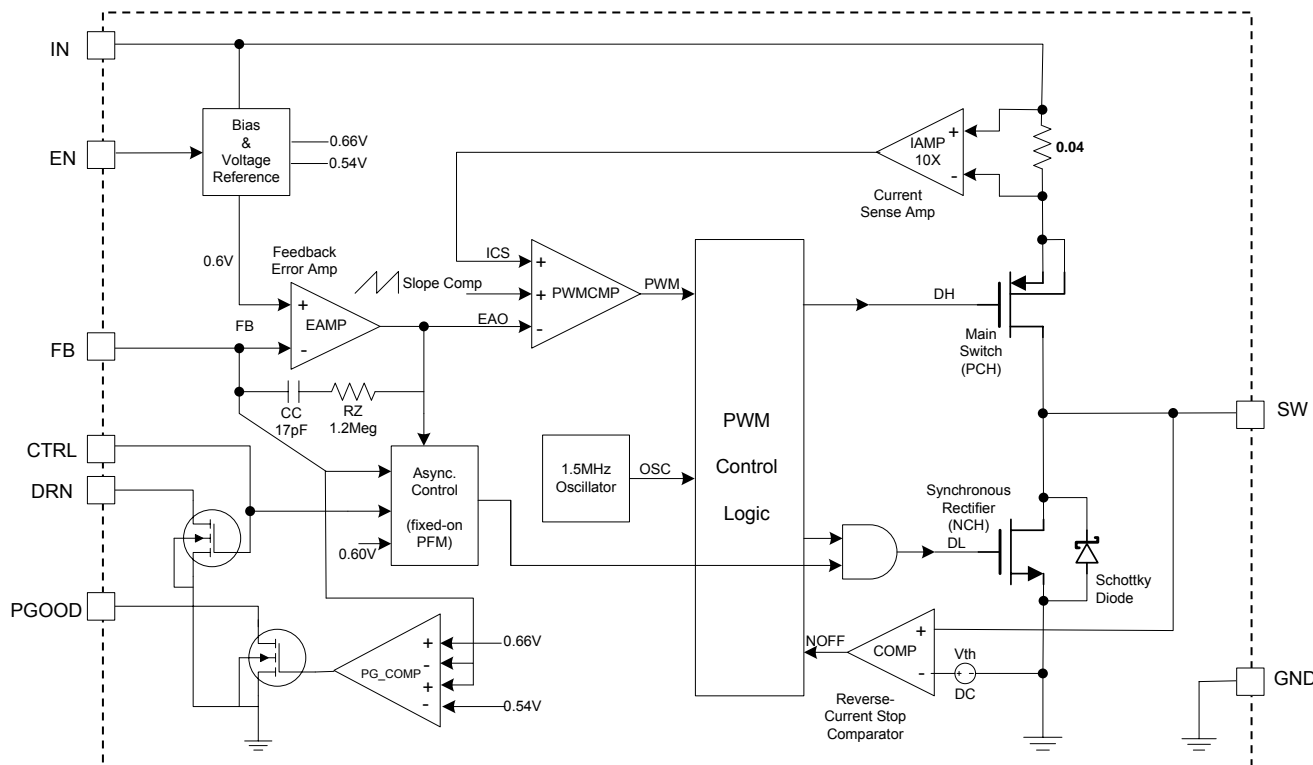 IN
EN
Bias
&
Voltage
Reference
0.66V
0.54V
0.6V
IAMP
10X
+
-
0.04
Current
Sense Amp
Feedback
Error Amp
Slope Comp
ICS
+
+
-
PWMCMP
PWM
EAO
FB
FB
+
-
EAMP
CC
17pF
RZ
1.2Meg
DH
Main
Switch
(PCH)
SW
CTRL
DRN
Async.
Control
(fixed-on
PFM)
0.60V
1.5MHz
Oscillator
OSC
PWM
Control
Logic
Synchronous
Rectifier
(NCH)
DL
Schottky
Diode
PGOOD
PG_COMP
+
-
+
-
0.66V
0.54V
NOFF
COMP
+
-
Vth
+ -
DC
Reverse-
Current Stop
Comparator
GND